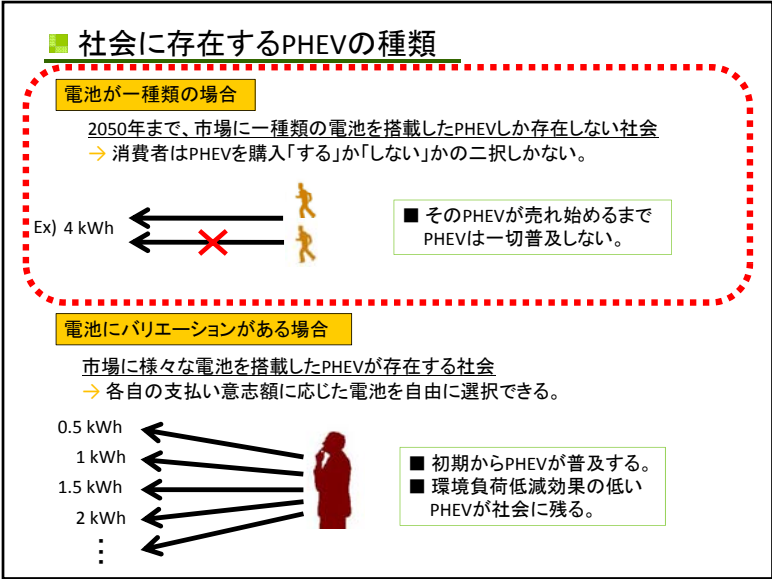 社会に存在するPHEVの種類
電池が一種類の場合
2050年まで、市場に一種類の電池を搭載したPHEVしか存在しない社会
→ 消費者はPHEVを購入「する」か「しない」かの二択しかない。
Ex) 4 kWh
■ そのPHEVが売れ始めるまで
PHEVは一切普及しない。
電池にバリエーションがある場合
市場に様々な電池を搭載したPHEVが存在する社会
→ 各自の支払い意志額に応じた電池を自由に選択できる。
0.5 kWh
1 kWh
1.5 kWh
2 kWh
⋮
■ 初期からPHEVが普及する。
■ 環境負荷低減効果の低い
PHEVが社会に残る。